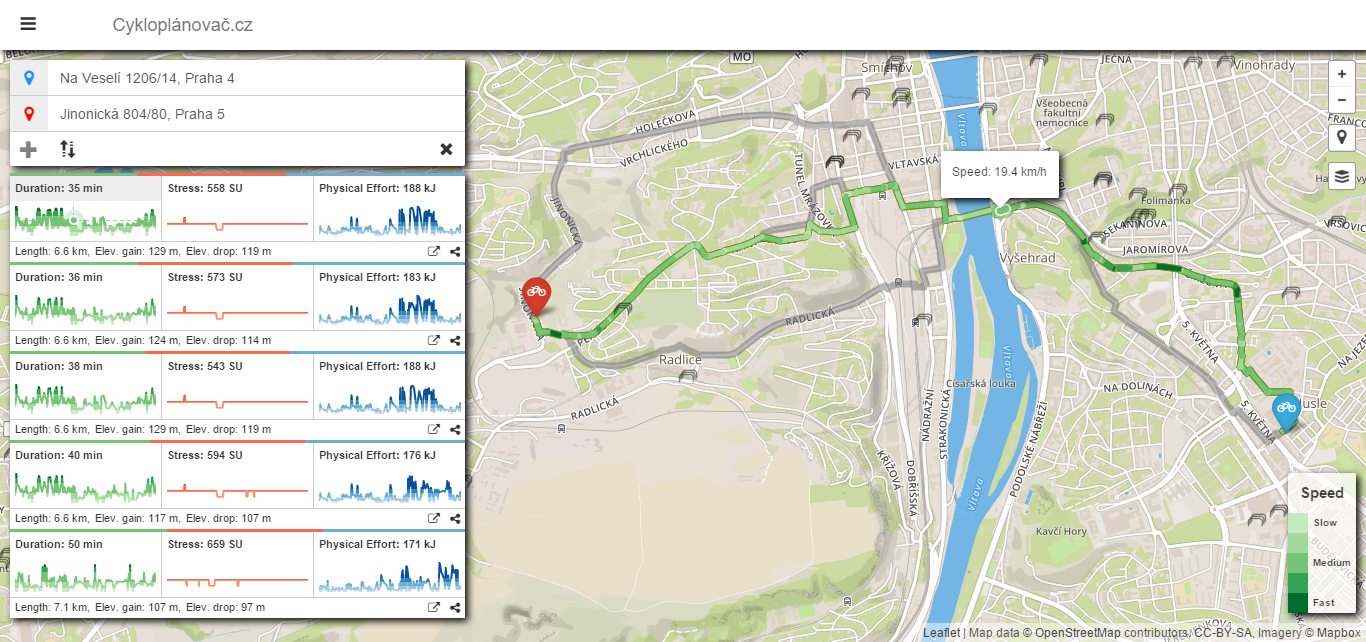 Cykloplánovač.cz
Na Veselí 1206/14, Praha 4
Jinonická 804/80, Praha 5
Duration: 35 min
Stress: 558 SU
Physical Effort: 188 kJ
Length: 6.6 km, Elev. gain: 129 m, Elev. drop: 119 m
Duration: 36 min
Stress: 573 SU
Physical Effort: 183 kJ
Length: 6.6 km, Elev. gain: 124 m, Elev. drop: 114 m
Duration: 38 min
Stress: 543 SU
Physical Effort: 188 kJ
Length: 6.6 km, Elev. gain: 129 m, Elev. drop: 119 m
Duration: 40 min
Stress: 594 SU
Physical Effort: 176 kJ
Length: 6.6 km, Elev. gain: 117 m, Elev. drop: 107 m
Duration: 50 min
Stress: 659 SU
Physical Effort: 171 kJ
Length: 7.1 km, Elev. gain: 107 m, Elev. drop: 97 m
MO
Smíchov
JEČNÁ
Vinohrady
+
−
Všeobecná
fakultní
nemocnice
HOLEČKOVA
VRCHLICKÉHO
Vltava
TUNEL MRÁZOVKA
VLTAVSKÁ
Speed: 19.4 km/h
Folimanka
JINONICKÁ
SEKANINOVA
JAROMÍROVA
VRŠOVICKÁ
Vyšehrad
RADLICKÁ
5. KVĚTNA
Radlice
Vltava
Císařská louka
NA DOLINÁCH
RADLICKÁ
NÁDRAŽNÍ
STRAKONICKÁ
PODOLSKÉ NÁBŘEŽÍ
5. KVĚTNA
KŘÍŽOVÁ
DOBŘÍŠSKÁ
Vltava
Kavčí Hory
Speed
Slow
Medium
Fast
Leaflet | Map data © OpenStreetMap contributors, CC-BY-SA, Imagery © Mapbox